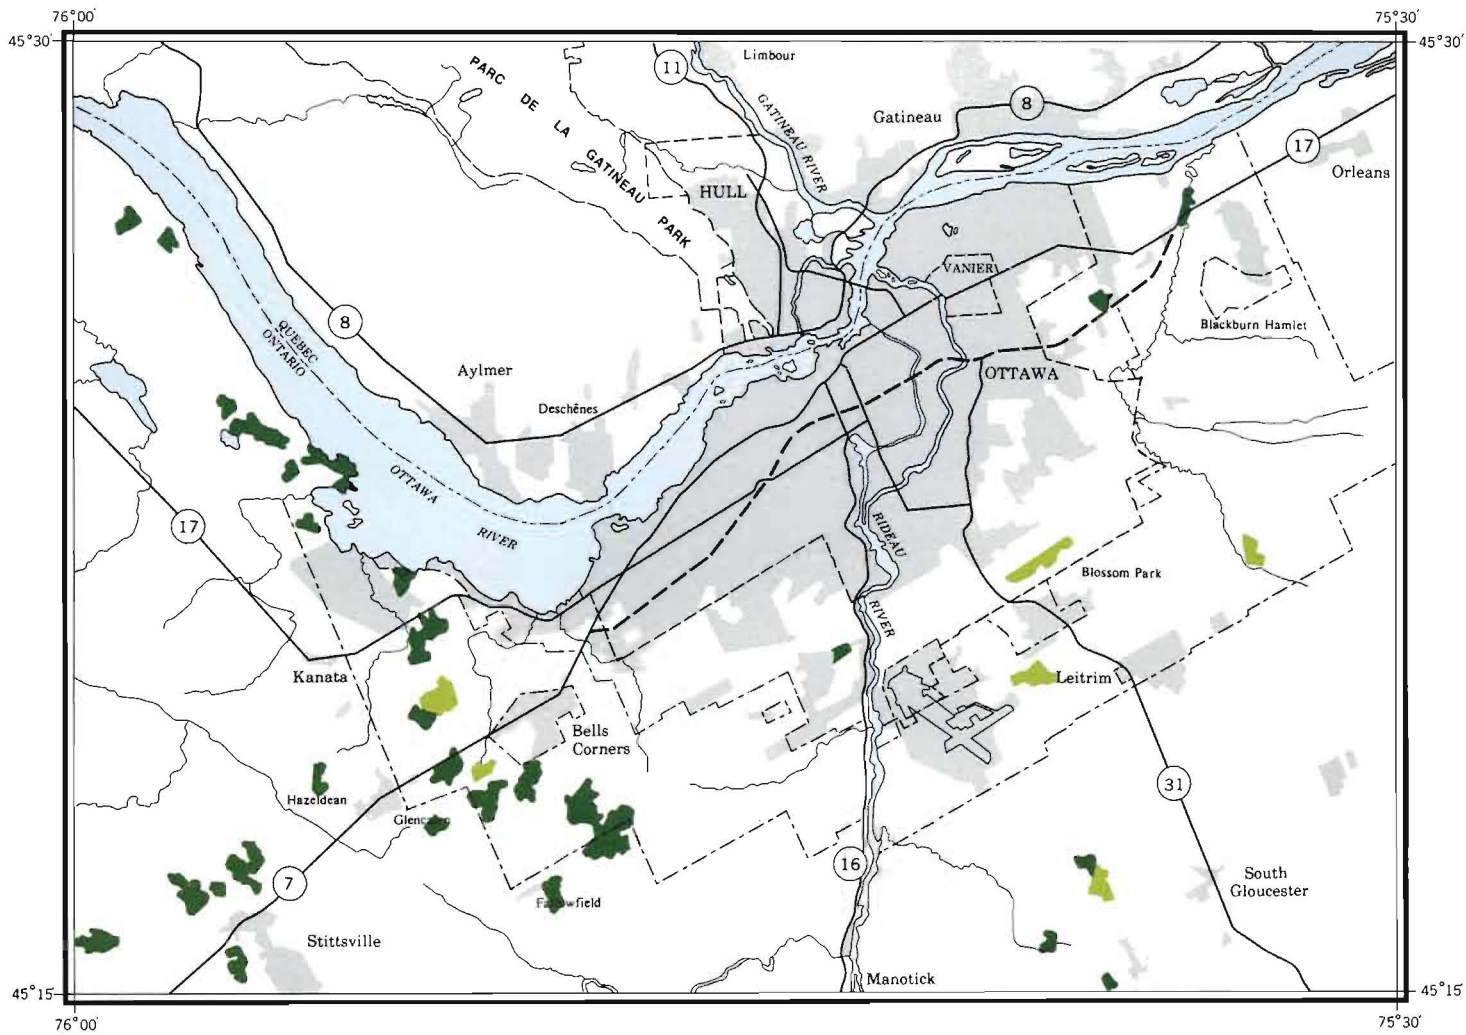 76°00'
75°30'
45°30'
45°30'
Limbour
11
PARC DE LA GATINEAU PARK
GATINEAU RIVER
Gatineau
8
17
Orleans
HULL
VANIER
Blackburn Hamlet
8
QUEBEC
ONTARIO
Aylmer
Deschênes
OTTAWA
OTTAWA RIVER
17
RIDEAU RIVER
Blossom Park
Kanata
Leitrim
Bells
Corners
31
Hazeldean
16
7
South
Gloucester
Stittsville
Manotick
45°15'
45°15'
76°00'
75°30'